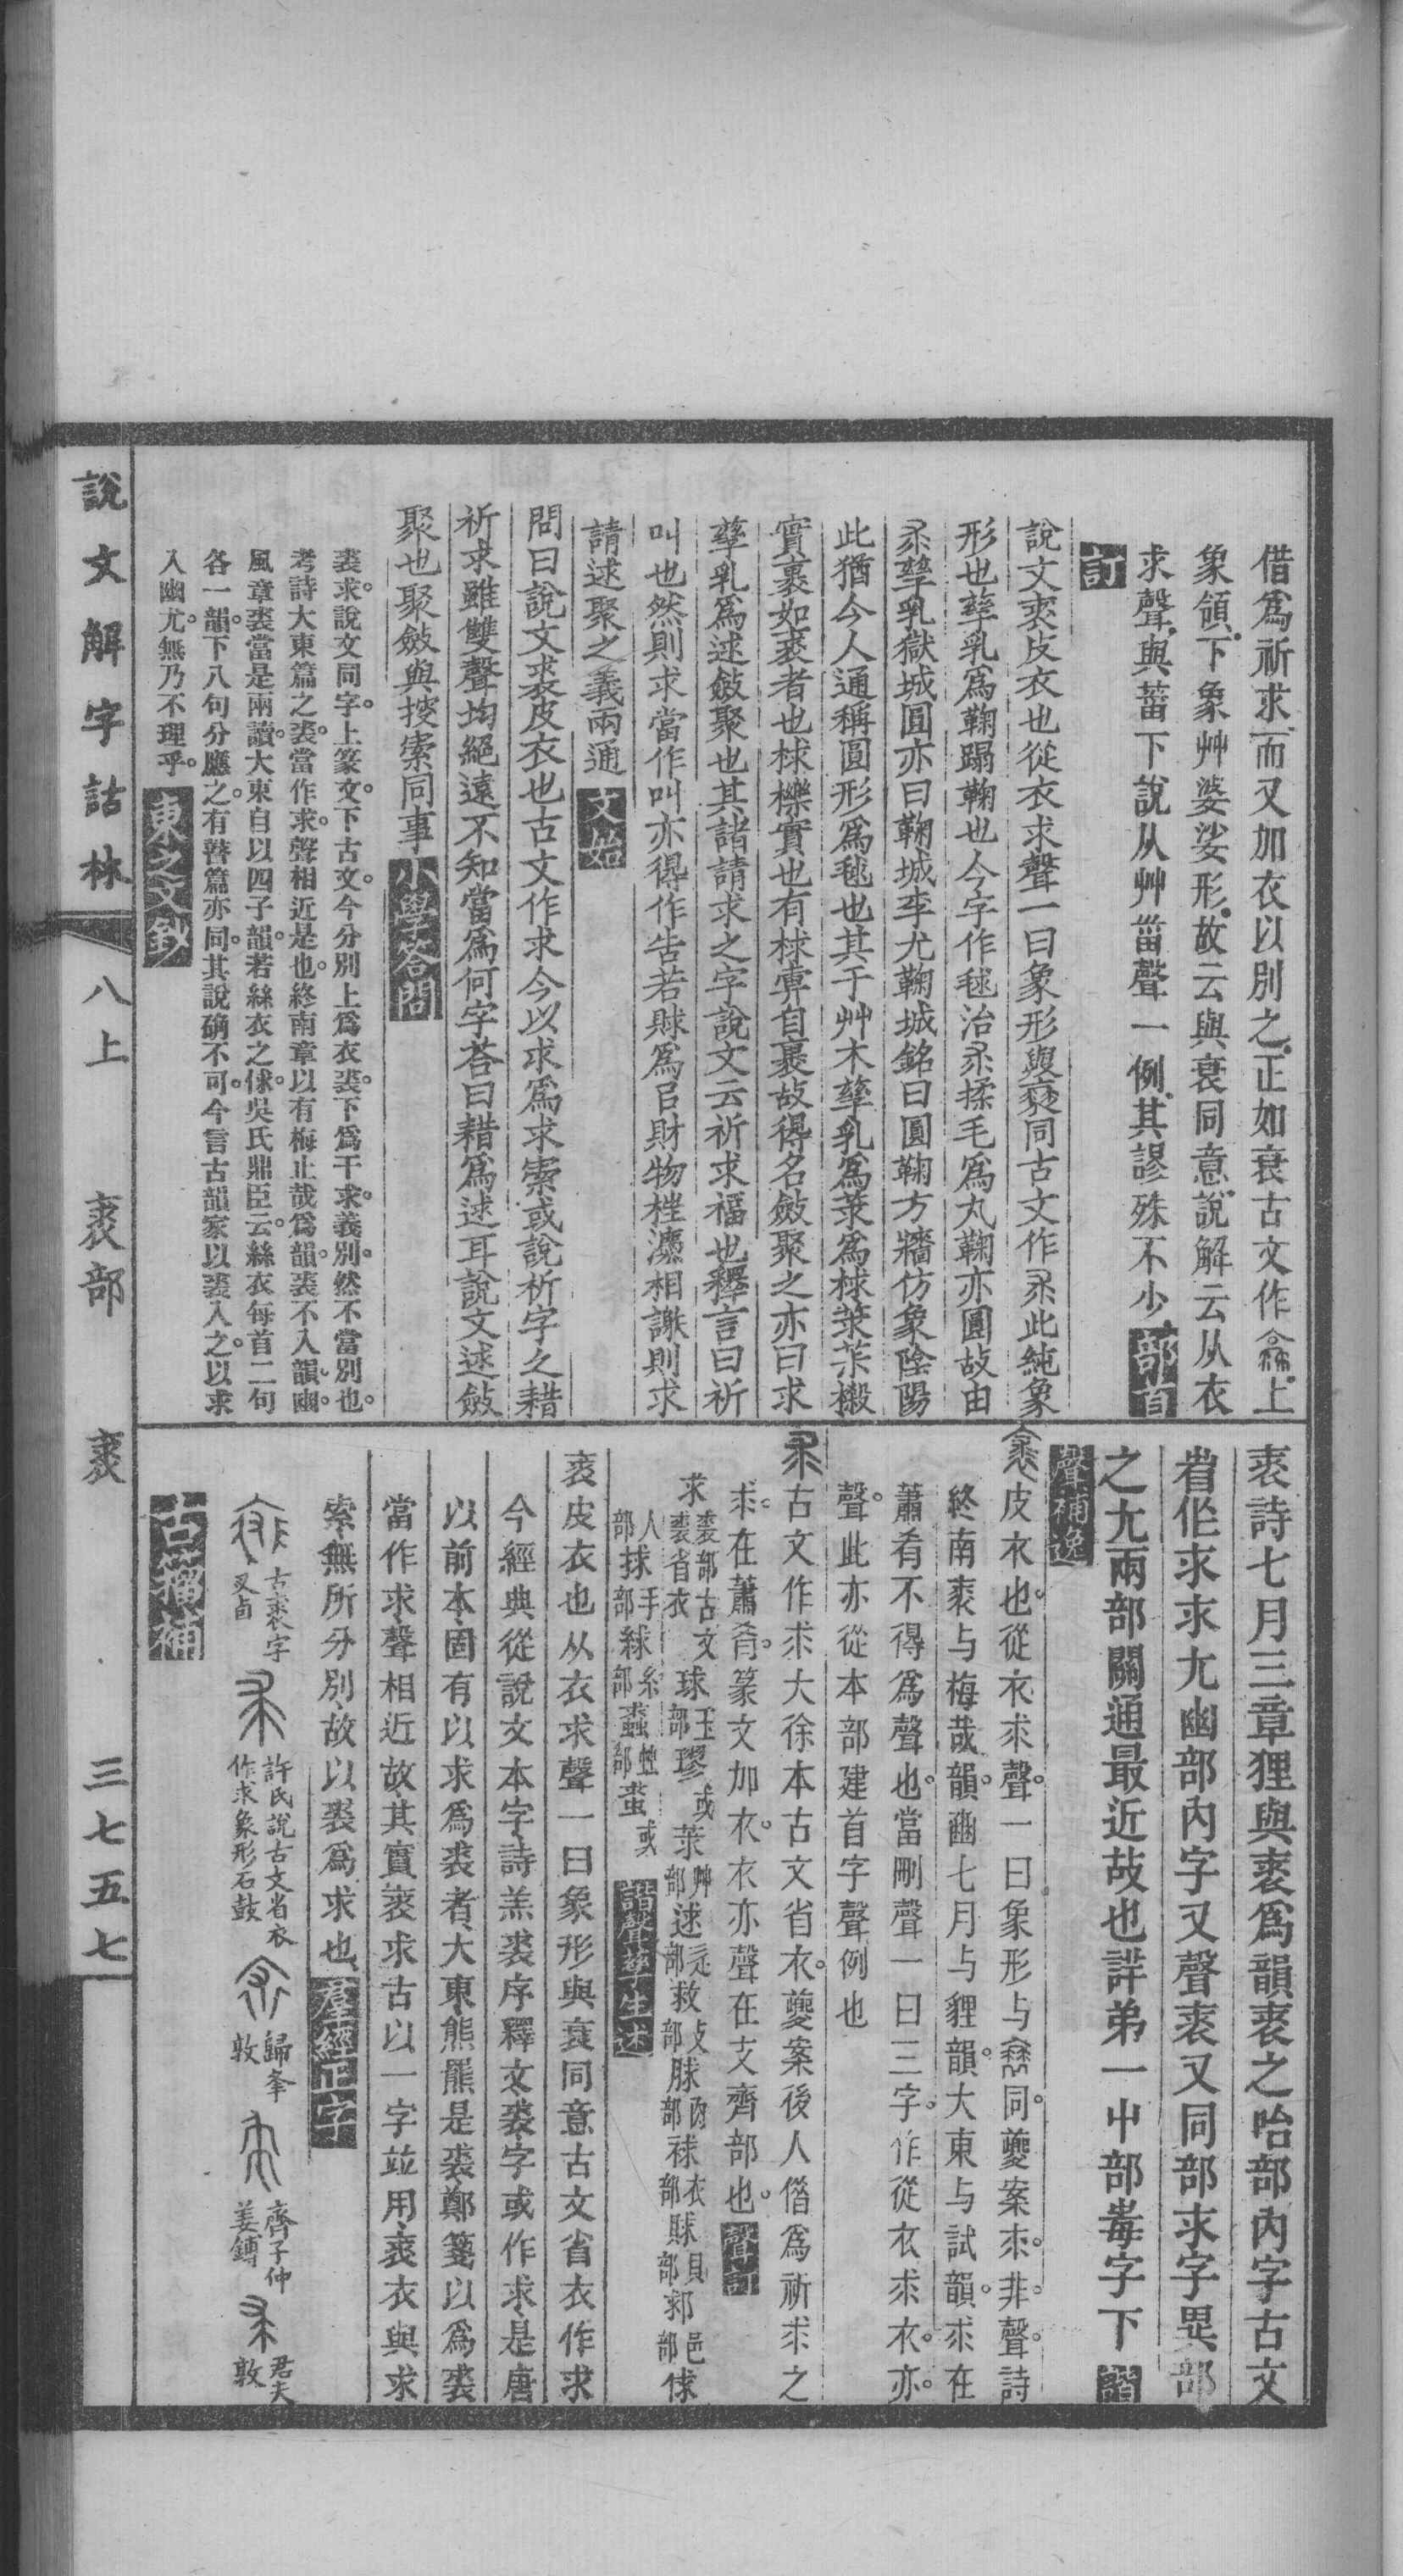 借爲祈求而又加衣以別之正如衰古文作𠆃上
象領下象艸婆娑形故云與衰同意說解云从衣
求聲與菑下說从艸甾聲一例其謬殊不少部首
訂
說文裘皮衣也從衣求聲一曰象形與衰同古文作求此純象
形也孳乳爲鞠蹋鞠也今字作毬治求揉毛爲丸鞠亦圜故由
求孳乳獄城圓亦曰鞠城李尤鞠城銘曰圓鞠方牆仿象陰陽
此猶今人通稱圓形爲毬也其于艸木孳乳爲莍爲梂莍茮樧
實裹如裘者也梂櫟實也有梂彙自裹故得名斂聚之亦曰求
孳乳爲逑斂聚也其諸請求之字說文云祈求福也釋言曰祈
叫也然則求當作叫亦得作吿若賕爲㠯財物枉灋相謝則求
請逑聚之義兩通文始
問曰說文裘皮衣也古文作求今以求爲求索或說祈字之耤
祈求雖雙聲均絕遠不知當爲何字荅曰耤爲逑耳說文逑斂
聚也聚斂與㨶索同事小學答問
裘求說文同字上篆文下古文今分別上爲衣裘下爲干求義別然不當別也
考詩大東篇之裘當作求聲相近是也終南章以有梅止哉爲韻裘不入韻豳
風章裘當是兩讀大東自以四子韻若絲衣之俅吳氏鼎臣云絲衣每首二句
各一韻下八句分應之有瞽篇亦同其說确不可今言古韻家以裘入之以求
入幽尤無乃不理乎東之文鈔
裘詩七月三章貍與裘爲韻裘之咍部內字古文
省作求求尤幽部內字又聲裘又同部求字異部
之尤兩部關通最近故也詳弟一屮部毒字下諧
聲補逸
裘皮衣也從衣求聲一曰象形与衰同夔案求非聲詩
終南裘与梅哉韻豳七月与貍韻大東与試韻求在
蕭肴不得爲聲也當刪聲一曰三字作從衣求衣亦
聲此亦從本部建首字聲例也
求古文作求大徐本古文省衣夔案後人借爲祈求之
求在蕭肴篆文加衣衣亦聲在支齊部也聲訂
求裘部古文裘省衣球玉部璆或莍艸部逑辵部救攴部脙肉部裗衣部賕貝部郣邑部俅
人部捄手部絿糸部蟊䖵部蛷或諧聲孳生述
裘皮衣也从衣求聲一曰象形與衰同意古文省衣作求
今經典從說文本字詩羔裘序釋文裘字或作求是唐
以前本固有以求爲裘者大東熊羆是裘鄭箋以爲裘
當作求聲相近故其實裘求古以一字竝用裘衣與求
索無所分別故以裘爲求也羣經正字
古裘字叉卣 許氏說古文省衣作求象形石鼓 歸夆敦 齊子仲姜鎛 君夫敦
古籀補
說文解字詁林 八上 裘部 裘 三七五七